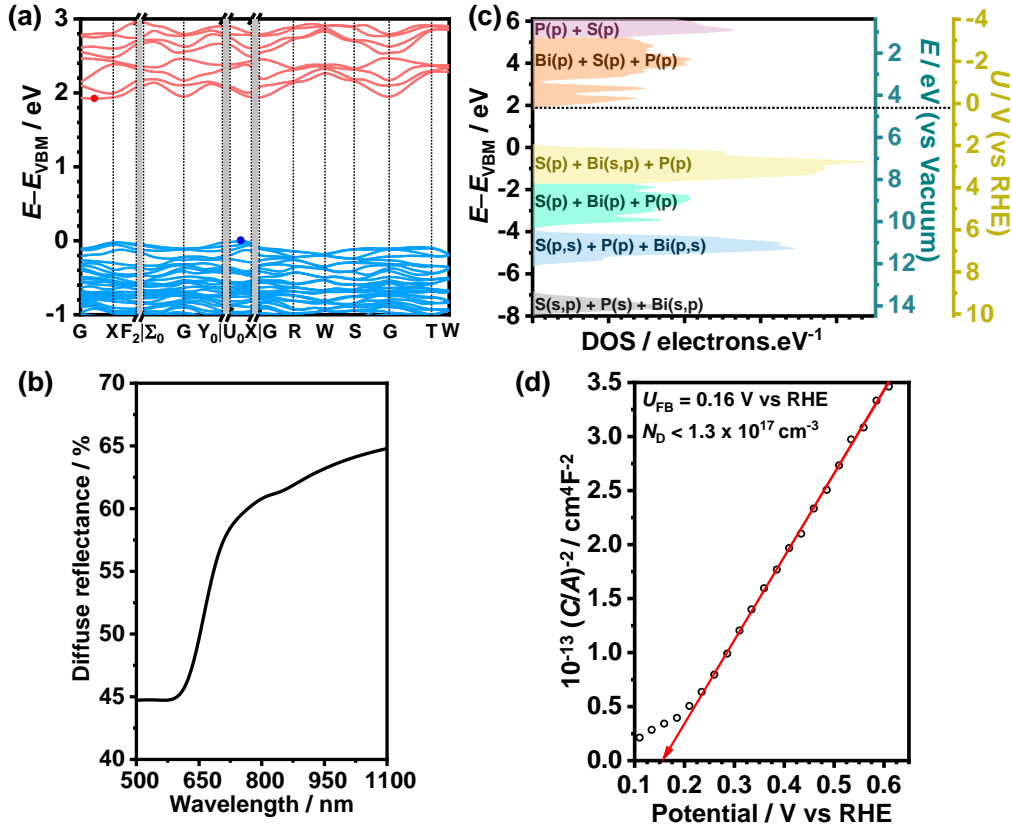 (a)
3
2
1
0
-1
E–E_VBM / eV
G X F₂|Σ₀ G Y₀|U₀ X|G R W S G T W
(c)
6
4
2
0
-2
-4
-6
-8
E–E_VBM / eV
P(p) + S(p)
Bi(p) + S(p) + P(p)
S(p) + Bi(s,p) + P(p)
S(p) + Bi(p) + P(p)
S(p,s) + P(p) + Bi(p,s)
S(s,p) + P(s) + Bi(s,p)
DOS / electrons.eV⁻¹
2
4
6
8
10
12
14
E / eV (vs Vacuum)
-4
-2
0
2
4
6
8
10
U / V (vs RHE)
(b)
70
65
60
55
50
45
40
Diffuse reflectance / %
500 650 800 950 1100
Wavelength / nm
(d)
3.5
3.0
2.5
2.0
1.5
1.0
0.5
0.0
10⁻¹³ (C/A)⁻² / cm⁴F⁻²
U_FB = 0.16 V vs RHE
N_D < 1.3 x 10¹⁷ cm⁻³
0.1 0.2 0.3 0.4 0.5 0.6
Potential / V vs RHE